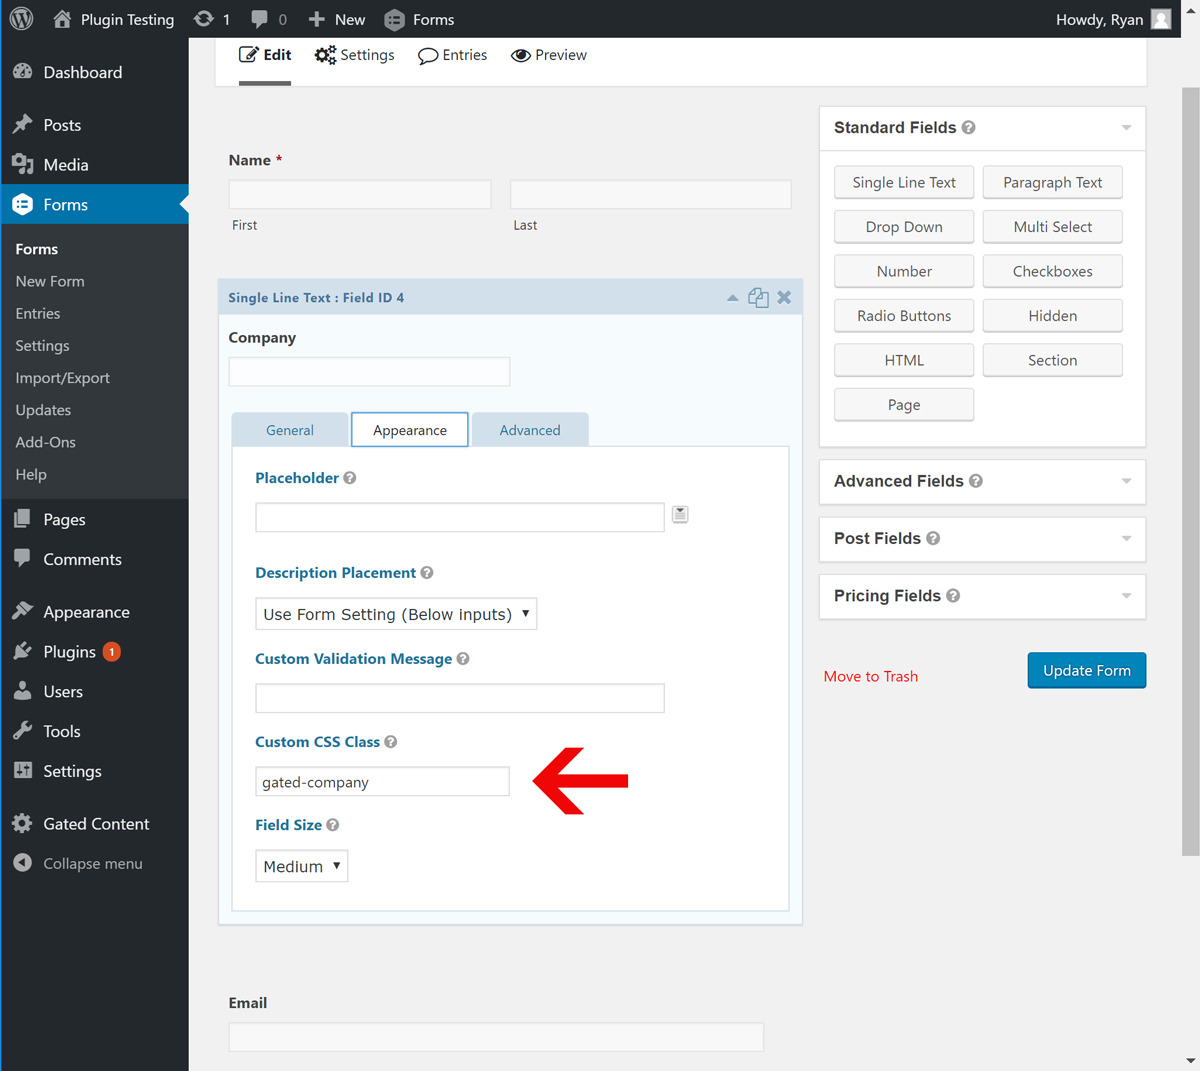 Plugin Testing 1 0 New Forms Howdy, Ryan
Dashboard
Posts
Media
Forms
Forms
New Form
Entries
Settings
Import/Export
Updates
Add-Ons
Help
Pages
Comments
Appearance
Plugins 1
Users
Tools
Settings
Gated Content
Collapse menu
Edit Settings Entries Preview
Name *
First Last
Single Line Text : Field ID 4
Company
General Appearance Advanced
Placeholder ?
Description Placement ?
Use Form Setting (Below inputs)
Custom Validation Message ?
Custom CSS Class ?
gated-company
Field Size ?
Medium
Email
Standard Fields ?
Single Line Text Paragraph Text
Drop Down Multi Select
Number Checkboxes
Radio Buttons Hidden
HTML Section
Page
Advanced Fields ?
Post Fields ?
Pricing Fields ?
Move to Trash Update Form